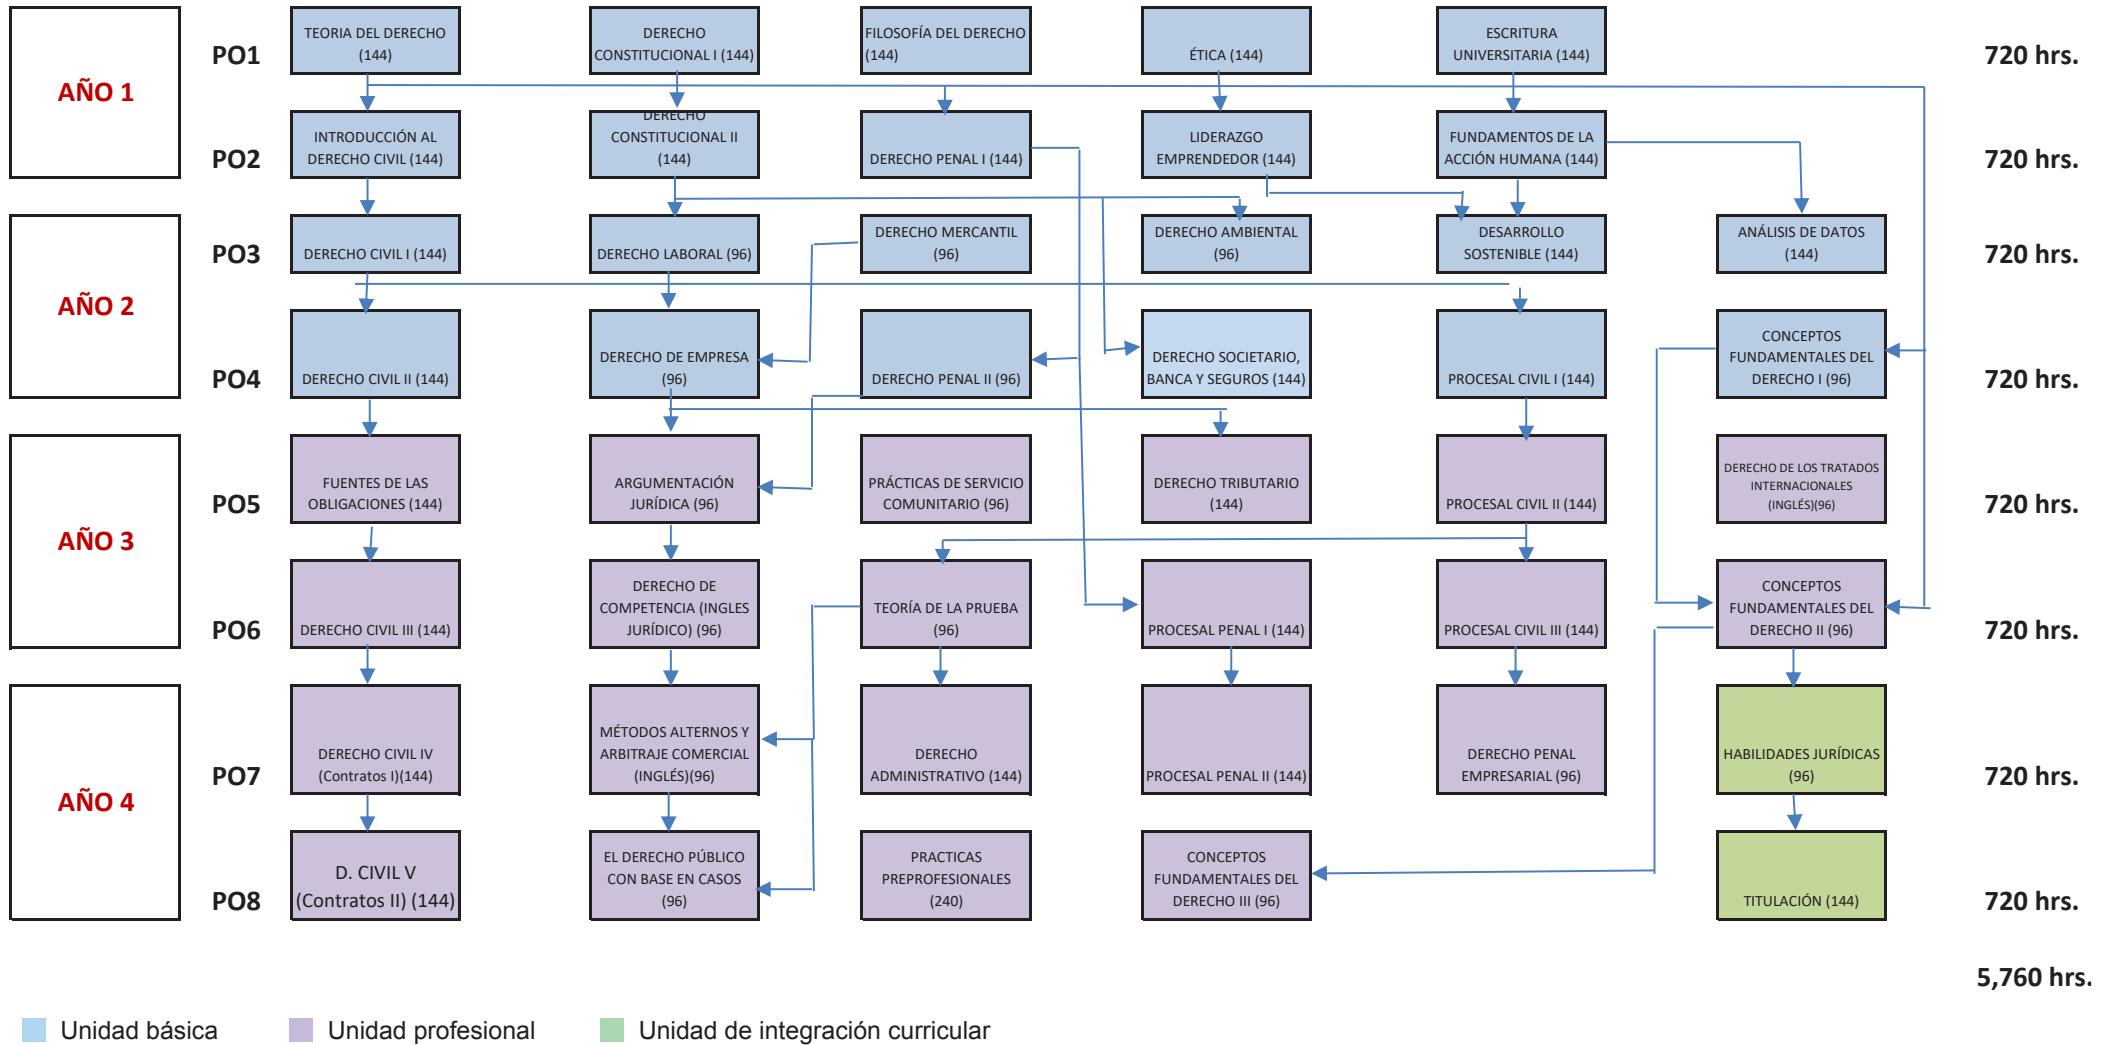 AÑO 1
PO1
TEORIA DEL DERECHO
(144)
DERECHO
CONSTITUCIONAL I (144)
FILOSOFÍA DEL DERECHO
(144)
ÉTICA (144)
ESCRITURA
UNIVERSITARIA (144)
720 hrs.
PO2
INTRODUCCIÓN AL
DERECHO CIVIL (144)
DERECHO
CONSTITUCIONAL II
(144)
DERECHO PENAL I (144)
LIDERAZGO
EMPRENDEDOR (144)
FUNDAMENTOS DE LA
ACCIÓN HUMANA (144)
720 hrs.
AÑO 2
PO3
DERECHO CIVIL I (144)
DERECHO LABORAL (96)
DERECHO MERCANTIL
(96)
DERECHO AMBIENTAL
(96)
DESARROLLO
SOSTENIBLE (144)
ANÁLISIS DE DATOS
(144)
720 hrs.
PO4
DERECHO CIVIL II (144)
DERECHO DE EMPRESA
(96)
DERECHO PENAL II (96)
DERECHO SOCIETARIO,
BANCA Y SEGUROS (144)
PROCESAL CIVIL I (144)
CONCEPTOS
FUNDAMENTALES DEL
DERECHO I (96)
720 hrs.
AÑO 3
PO5
FUENTES DE LAS
OBLIGACIONES (144)
ARGUMENTACIÓN
JURÍDICA (96)
PRÁCTICAS DE SERVICIO
COMUNITARIO (96)
DERECHO TRIBUTARIO
(144)
PROCESAL CIVIL II (144)
DERECHO DE LOS TRATADOS
INTERNACIONALES
(INGLÉS)(96)
720 hrs.
PO6
DERECHO CIVIL III (144)
DERECHO DE
COMPETENCIA (INGLES
JURÍDICO) (96)
TEORÍA DE LA PRUEBA
(96)
PROCESAL PENAL I (144)
PROCESAL CIVIL III (144)
CONCEPTOS
FUNDAMENTALES DEL
DERECHO II (96)
720 hrs.
AÑO 4
PO7
DERECHO CIVIL IV
(Contratos I)(144)
MÉTODOS ALTERNOS Y
ARBITRAJE COMERCIAL
(INGLÉS)(96)
DERECHO
ADMINISTRATIVO (144)
PROCESAL PENAL II (144)
DERECHO PENAL
EMPRESARIAL (96)
HABILIDADES JURÍDICAS
(96)
720 hrs.
PO8
D. CIVIL V
(Contratos II) (144)
EL DERECHO PÚBLICO
CON BASE EN CASOS
(96)
PRACTICAS
PREPROFESIONALES
(240)
CONCEPTOS
FUNDAMENTALES DEL
DERECHO III (96)
TITULACIÓN (144)
720 hrs.
5,760 hrs.
Unidad básica
Unidad profesional
Unidad de integración curricular